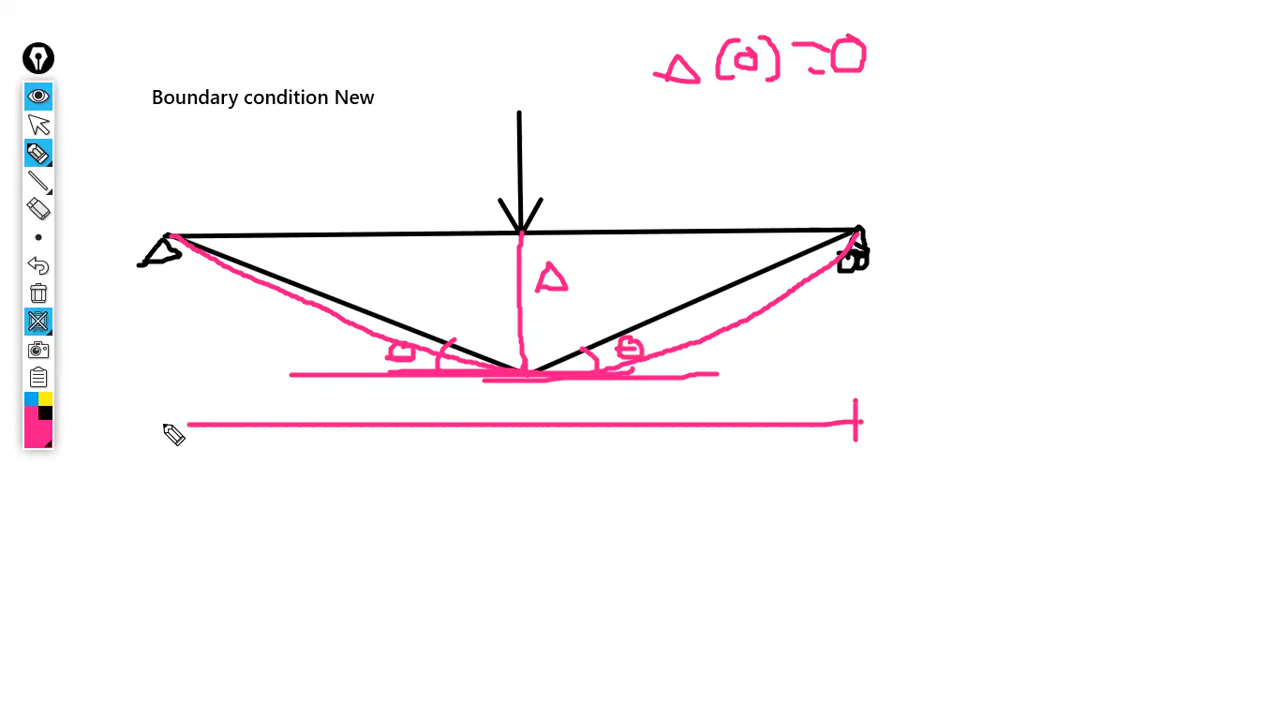 Δ(0)=0
Boundary condition New
Δ
θ θ